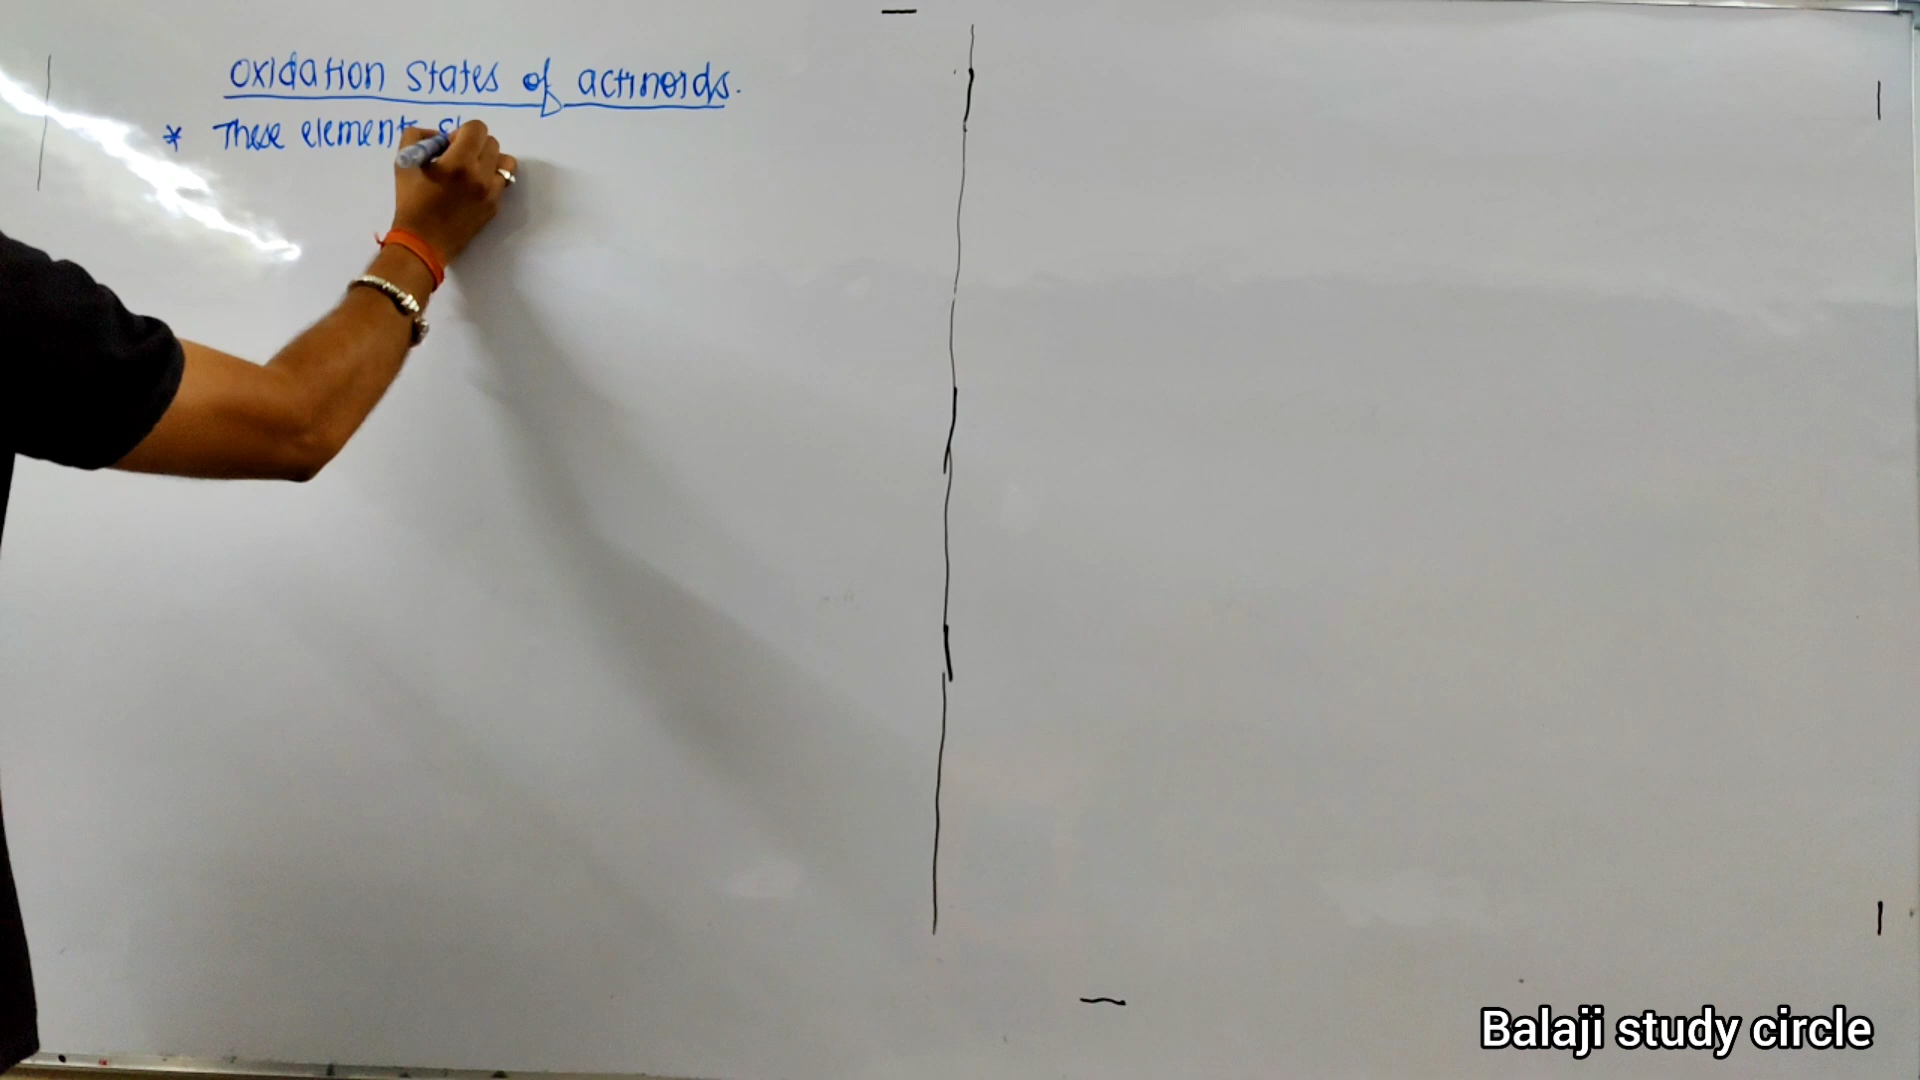 Oxidation states of actinoids.
* These elements
Balaji study circle